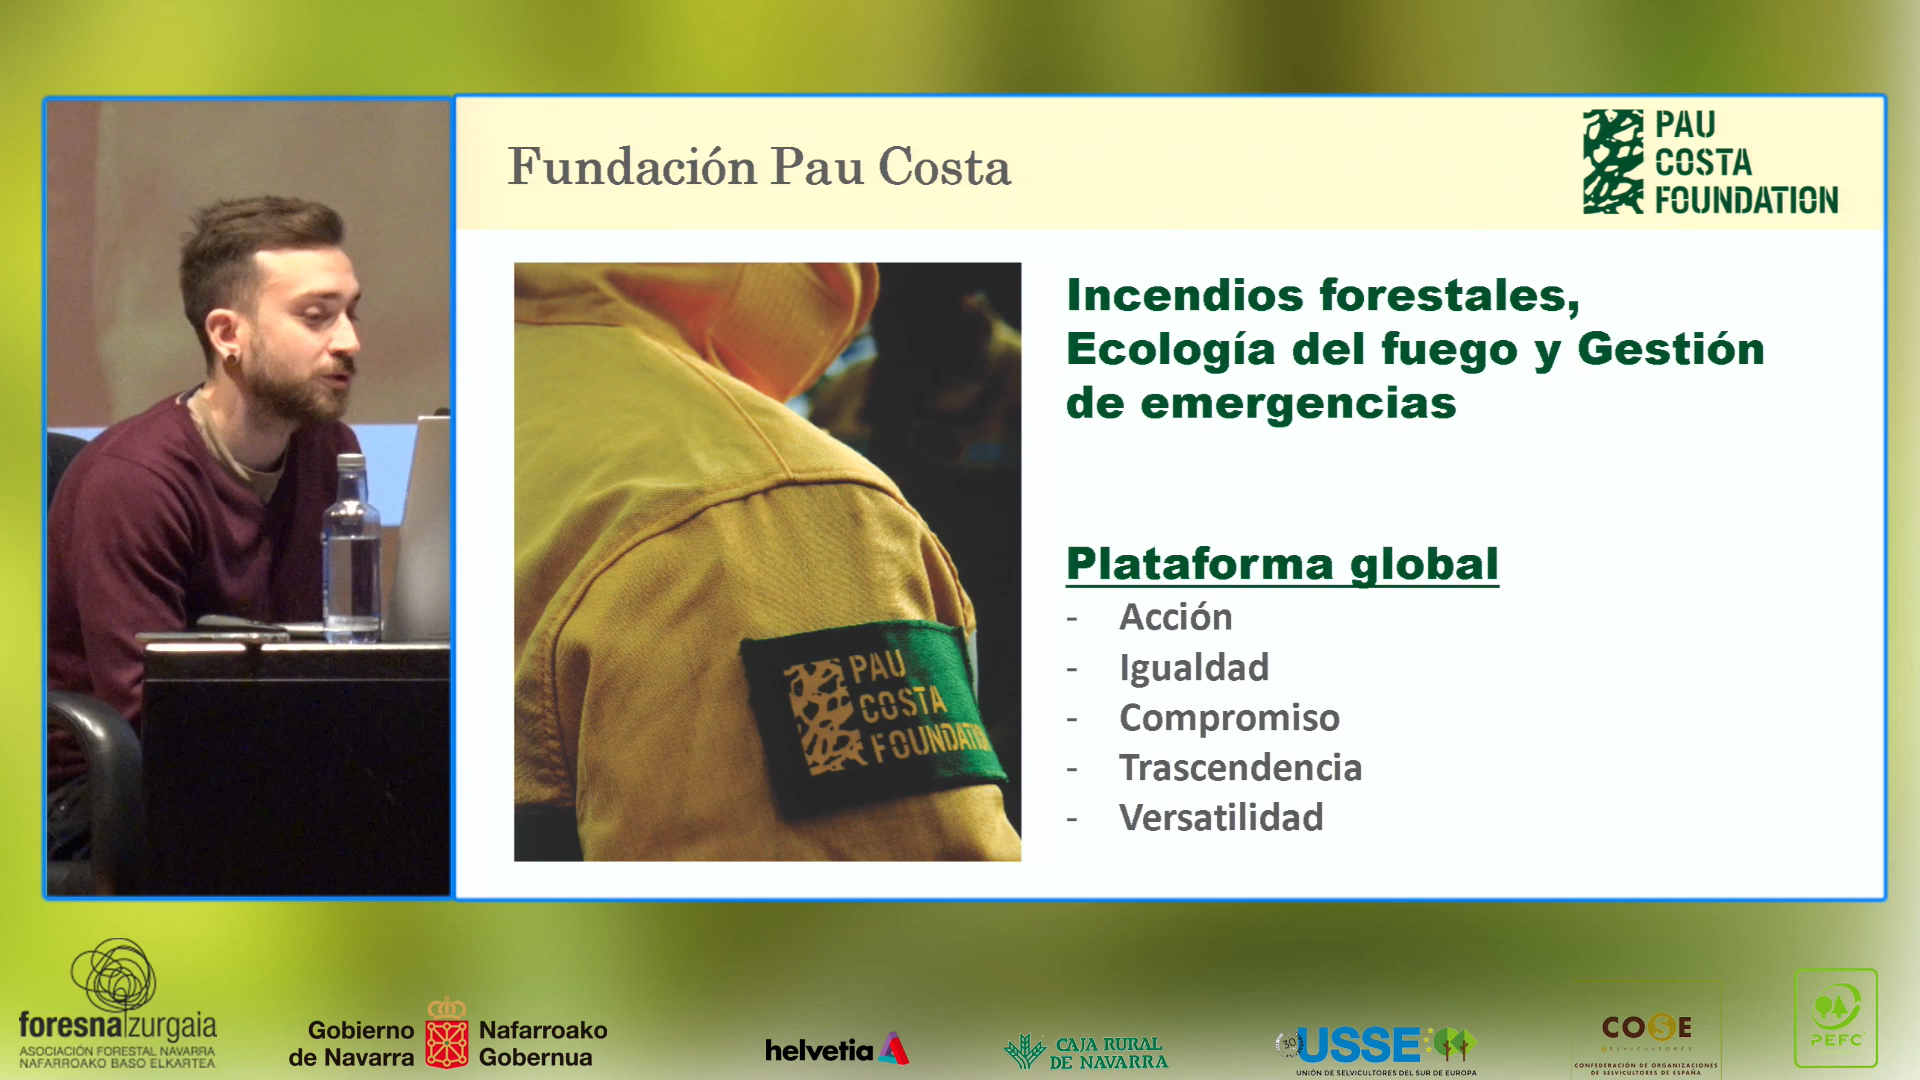 Fundación Pau Costa
PAU
COSTA
FOUNDATION
Incendios forestales,
Ecología del fuego y Gestión
de emergencias
PAU
COSTA
FOUNDATIO
Plataforma global
- Acción
- Igualdad
- Compromiso
- Trascendencia
- Versatilidad
foresna zurgaia
ASOCIACIÓN FORESTAL NAVARRA
NAFARROAKO BASO ELKARTEA
Gobierno
de Navarra
Nafarroako
Gobernua
helvetia
CAJA RURAL
DE NAVARRA
30
USSE
UNIÓN DE SELVICULTORES DEL SUR DE EUROPA
COSE
CONFEDERACIÓN DE ORGANIZACIONES
DE SELVICULTORES DE ESPAÑA
PEFC